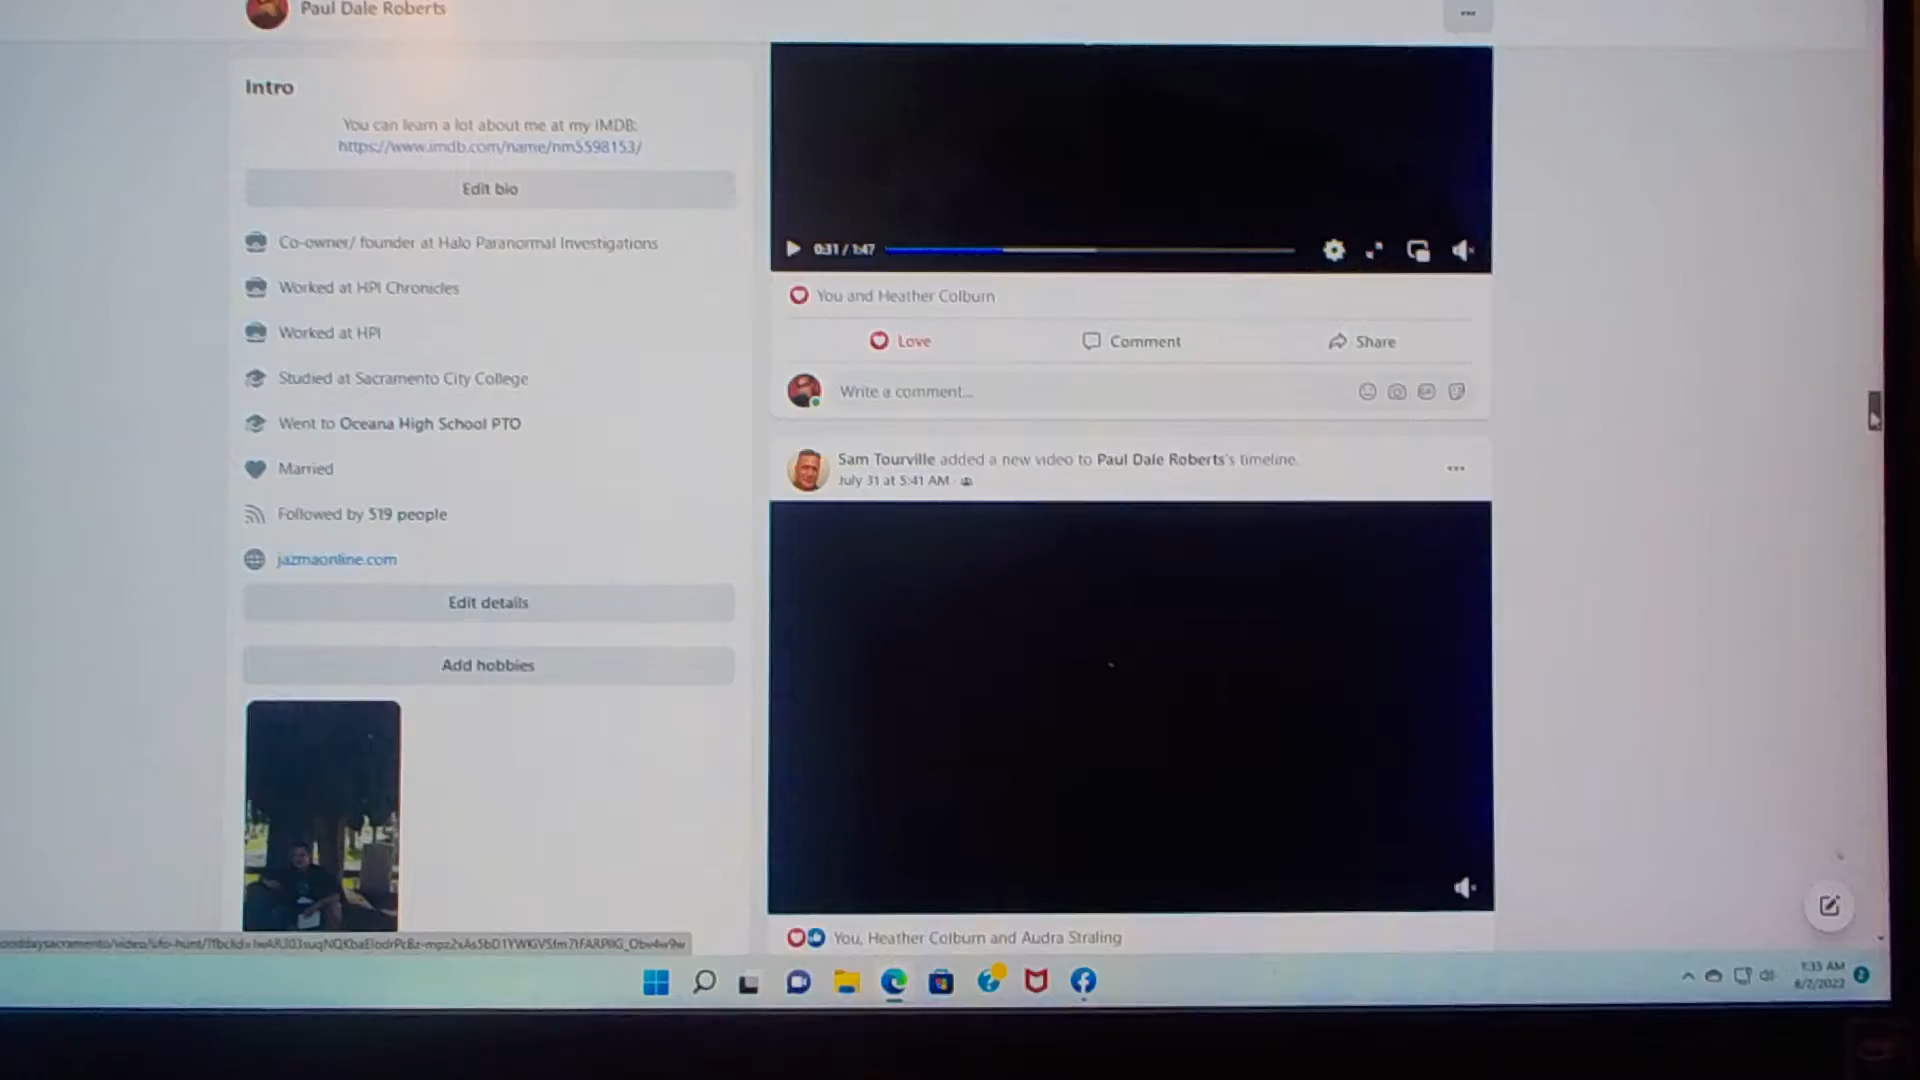 Paul Dale Roberts
Intro
You can learn a lot about me at my IMDB:
https://www.imdb.com/name/nm5598153/
Edit bio
Co-owner/ founder at Halo Paranormal Investigations
Worked at HPI Chronicles
Worked at HPI
Studied at Sacramento City College
Went to Oceana High School PTO
Married
Followed by 519 people
jazmaonline.com
Edit details
Add hobbies
0:31 / 1:47
You and Heather Colburn
Love
Comment
Share
Write a comment...
Sam Tourville added a new video to Paul Dale Roberts's timeline.
July 31 at 5:41 AM
You, Heather Colburn and Audra Straling
1:35 AM
8/2/2022
2